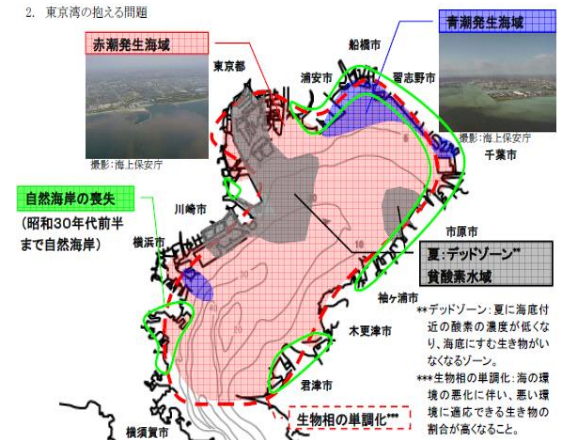 2. 東京湾の抱える問題
赤潮発生海域
青潮発生海域
東京都
船橋市
浦安市
習志野市
撮影:海上保安庁
撮影:海上保安庁
千葉市
自然海岸の喪失
(昭和30年代前半
まで自然海岸)
川崎市
横浜市
市原市
夏:デッドゾーン**
貧酸素水域
袖ヶ浦市
木更津市
君津市
横須賀市
生物相の単調化***
**デッドゾーン:夏に海底付
近の酸素の濃度が低くな
り、海底にすむ生き物がい
なくなるゾーン。
***生物相の単調化:海の環
境の悪化に伴い、悪い環
境に適応できる生き物の
割合が高くなること。